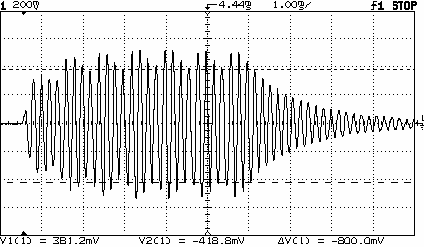 1 200V -4.44s 1.00s/ f1 STOP
V1(1) = 381.2mV V2(1) = -418.8mV ΔV(1) = -800.0mV